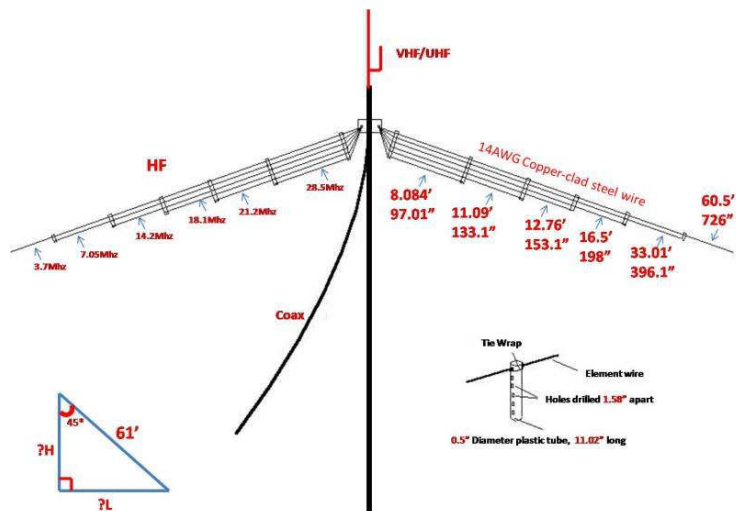 VHF/UHF
HF
14AWG Copper-clad steel wire
28.5Mhz
21.2Mhz
18.1Mhz
14.2Mhz
7.05Mhz
3.7Mhz
8.084’
97.01”
11.09’
133.1”
12.76’
153.1”
16.5’
198”
33.01’
396.1”
60.5’
726”
Coax
Tie Wrap
Element wire
Holes drilled 1.58” apart
0.5” Diameter plastic tube, 11.02” long
45°
61’
?H
?L